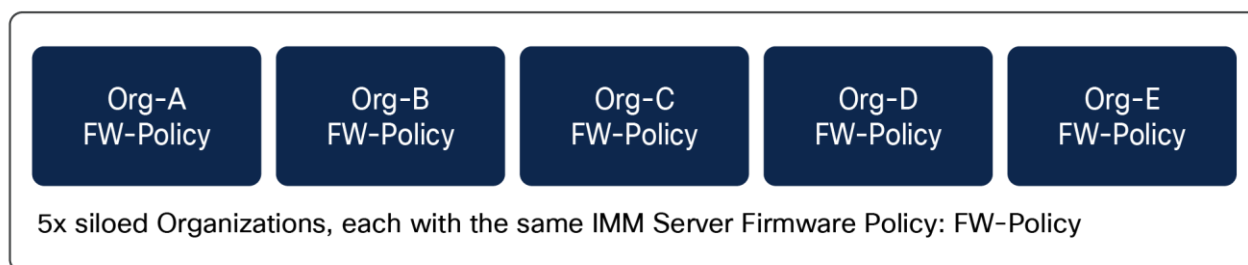 Org-A
FW-Policy
Org-B
FW-Policy
Org-C
FW-Policy
Org-D
FW-Policy
Org-E
FW-Policy
5x siloed Organizations, each with the same IMM Server Firmware Policy: FW-Policy